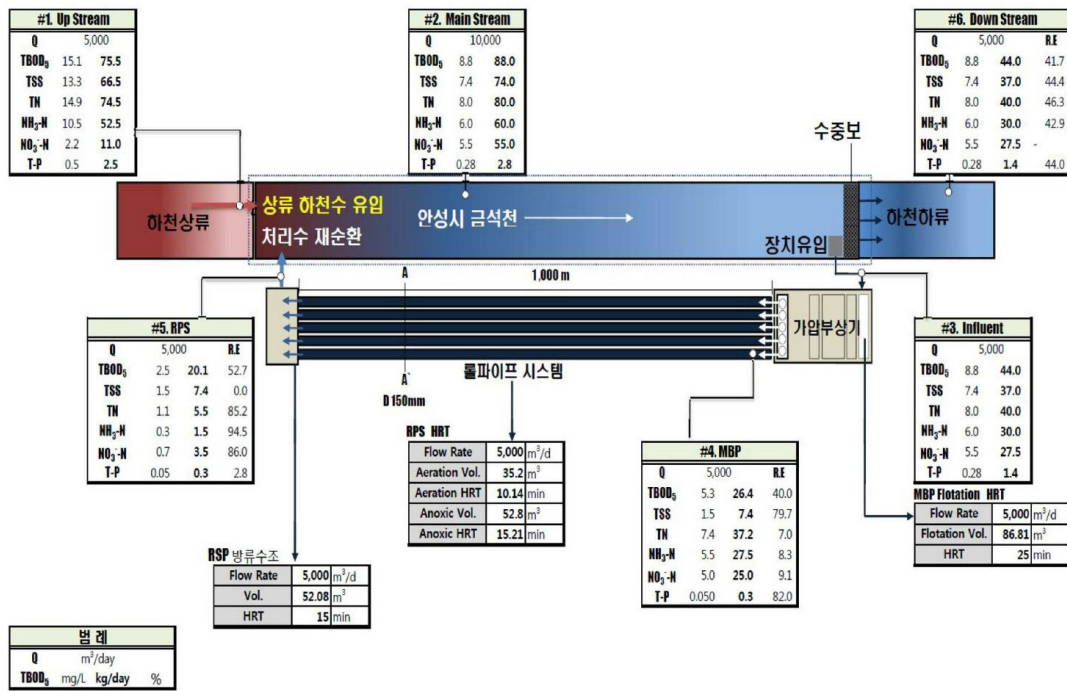 #1. Up Stream
Q 5,000
TBOD5 15.1 75.5
TSS 13.3 66.5
TN 14.9 74.5
NH3-N 10.5 52.5
NO3⁻-N 2.2 11.0
T-P 0.5 2.5
#2. Main Stream
Q 10,000
TBOD5 8.8 88.0
TSS 7.4 74.0
TN 8.0 80.0
NH3-N 6.0 60.0
NO3⁻-N 5.5 55.0
T-P 0.28 2.8
#6. Down Stream
Q 5,000 R.E
TBOD5 8.8 44.0 41.7
TSS 7.4 37.0 44.4
TN 8.0 40.0 46.3
NH3-N 6.0 30.0 42.9
NO3⁻-N 5.5 27.5 -
T-P 0.28 1.4 44.0
수중보
하천상류
상류 하천수 유입
처리수 재순환
안성시 금석천
장치유입
하천하류
A
1,000 m
가압부상기
롤파이프 시스템
A`
D 150mm
#5. RPS
Q 5,000 R.E
TBOD5 2.5 20.1 52.7
TSS 1.5 7.4 0.0
TN 1.1 5.5 85.2
NH3-N 0.3 1.5 94.5
NO3⁻-N 0.7 3.5 86.0
T-P 0.05 0.3 2.8
#3. Influent
Q 5,000
TBOD5 8.8 44.0
TSS 7.4 37.0
TN 8.0 40.0
NH3-N 6.0 30.0
NO3⁻-N 5.5 27.5
T-P 0.28 1.4
RPS HRT
Flow Rate 5,000 m³/d
Aeration Vol. 35.2 m³
Aeration HRT 10.14 min
Anoxic Vol. 52.8 m³
Anoxic HRT 15.21 min
#4. MBP
Q 5,000 R.E
TBOD5 5.3 26.4 40.0
TSS 1.5 7.4 79.7
TN 7.4 37.2 7.0
NH3-N 5.5 27.5 8.3
NO3⁻-N 5.0 25.0 9.1
T-P 0.050 0.3 82.0
MBP Flotation HRT
Flow Rate 5,000 m³/d
Flotation Vol. 86.81 m³
HRT 25 min
RSP 방류수조
Flow Rate 5,000 m³/d
Vol. 52.08 m³
HRT 15 min
범 례
Q m³/day
TBOD5 mg/L kg/day %